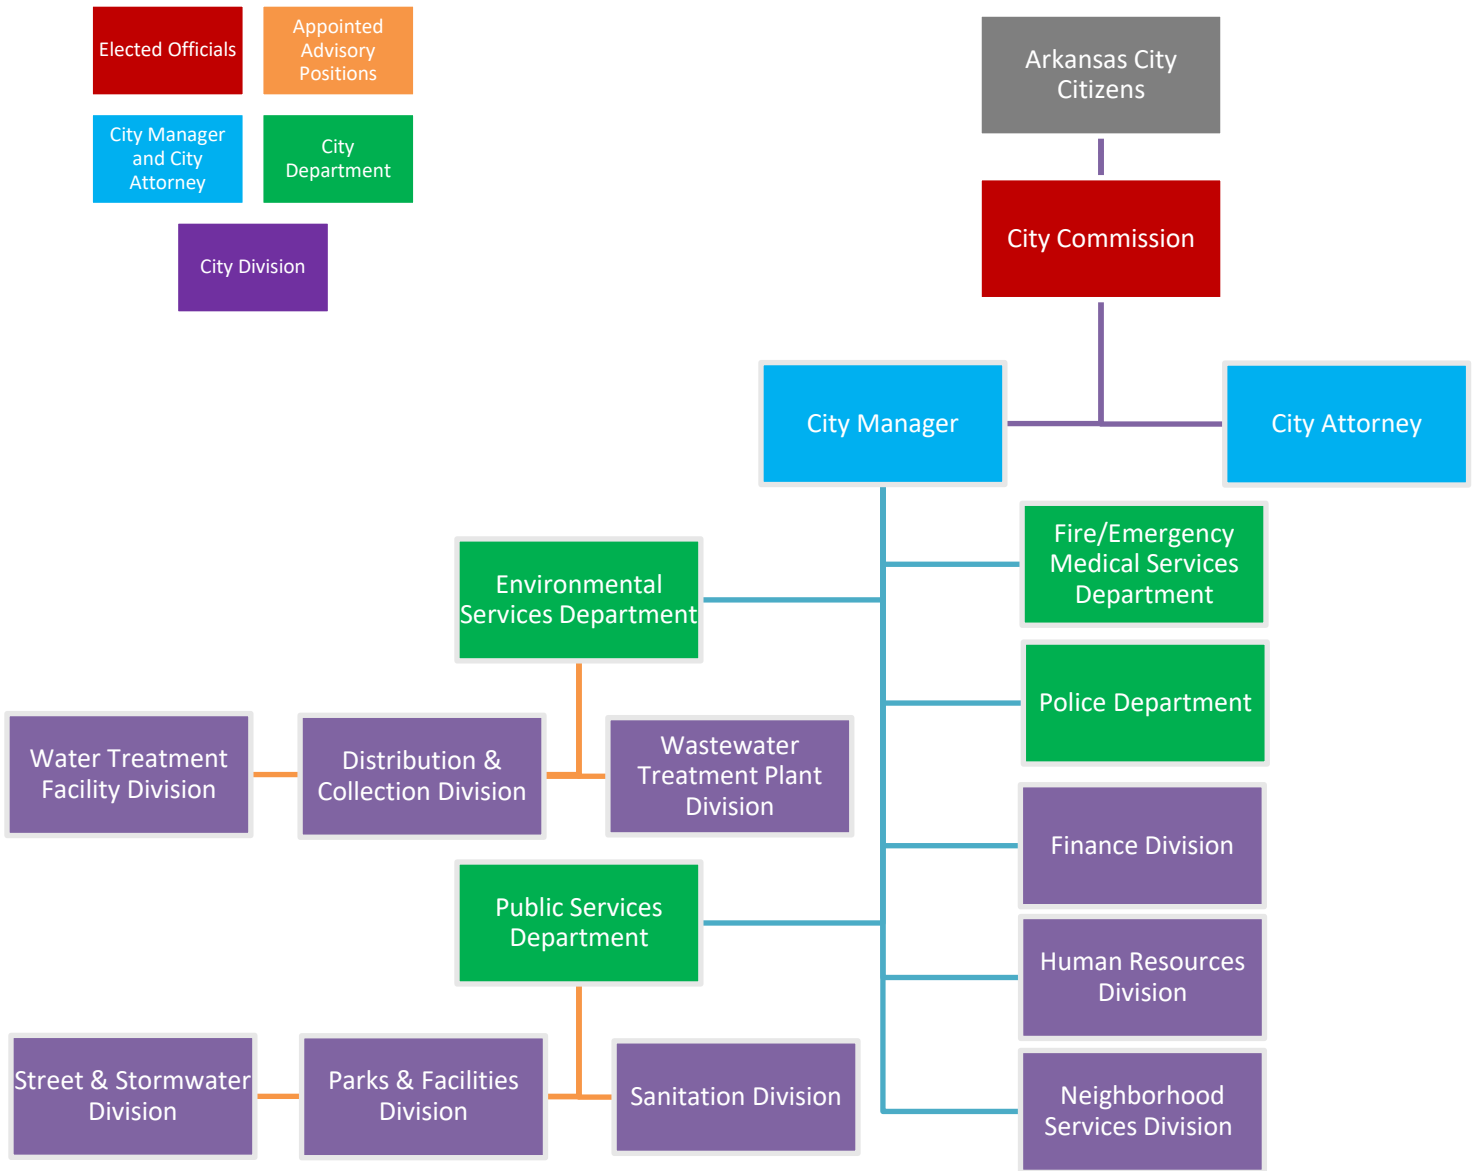 Elected Officials
Appointed
Advisory
Positions
City Manager
and City
Attorney
City
Department
City Division
Arkansas City
Citizens
City Commission
City Manager
City Attorney
Fire/Emergency
Medical Services
Department
Environmental
Services Department
Police Department
Water Treatment
Facility Division
Distribution &
Collection Division
Wastewater
Treatment Plant
Division
Finance Division
Public Services
Department
Human Resources
Division
Street & Stormwater
Division
Parks & Facilities
Division
Sanitation Division
Neighborhood
Services Division